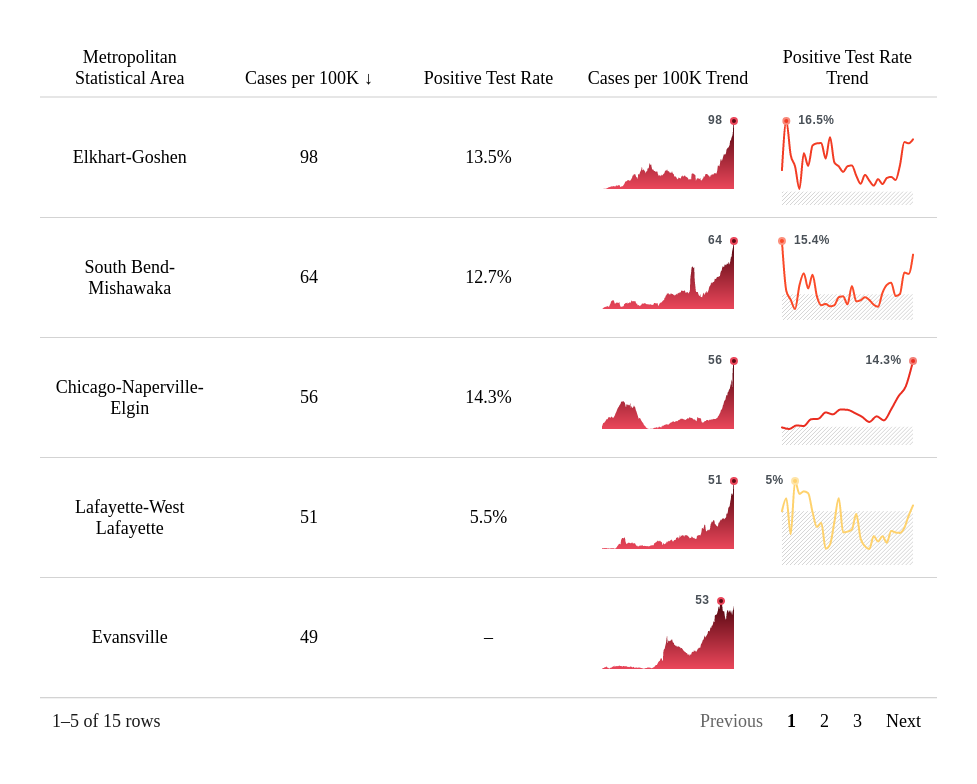 Metropolitan
Statistical Area
Cases per 100K ↓
Positive Test Rate
Cases per 100K Trend
Positive Test Rate
Trend
Elkhart-Goshen
98
13.5%
98
16.5%
South Bend-
Mishawaka
64
12.7%
64
15.4%
Chicago-Naperville-
Elgin
56
14.3%
56
14.3%
Lafayette-West
Lafayette
51
5.5%
51
5%
Evansville
49
–
53
1–5 of 15 rows
Previous 1 2 3 Next